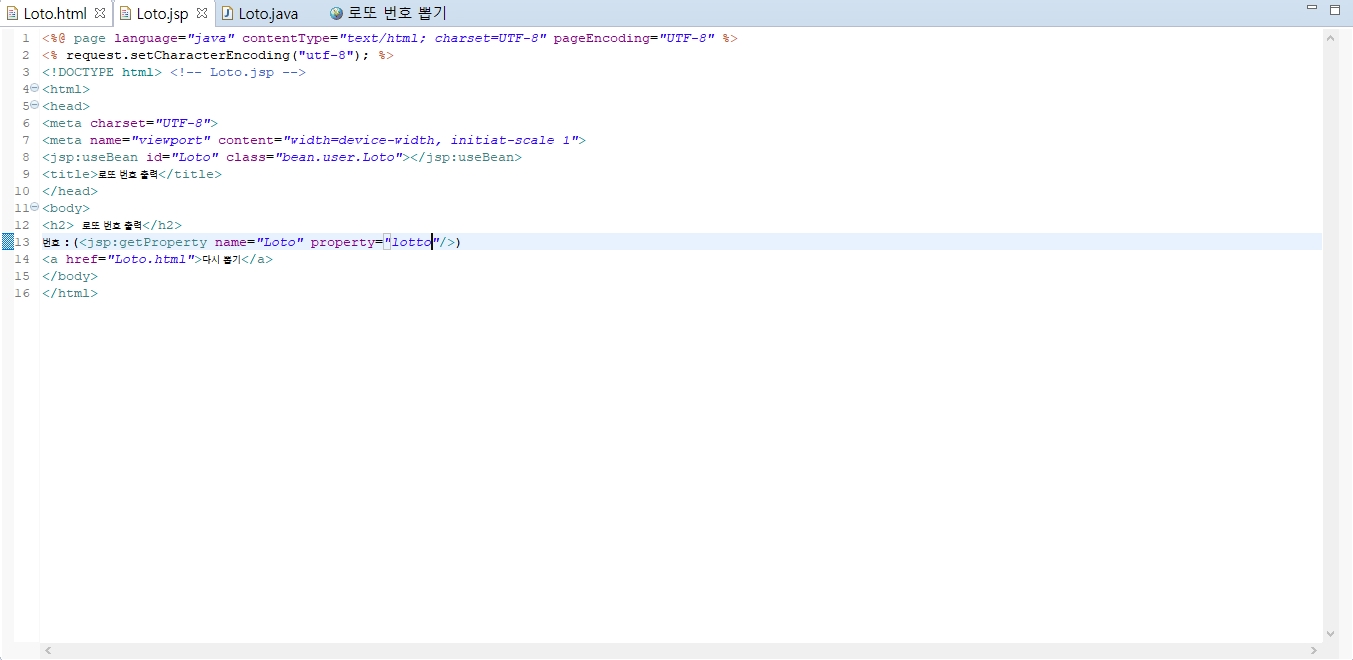 Loto.html Loto.jsp Loto.java 로또 번호 뽑기
1 <%@ page language="java" contentType="text/html; charset=UTF-8" pageEncoding="UTF-8" %>
2 <% request.setCharacterEncoding("utf-8"); %>
3 <!DOCTYPE html> <!-- Loto.jsp -->
4 <html>
5 <head>
6 <meta charset="UTF-8">
7 <meta name="viewport" content="width=device-width, initiat-scale 1">
8 <jsp:useBean id="Loto" class="bean.user.Loto"></jsp:useBean>
9 <title>로또 번호 출력</title>
10 </head>
11 <body>
12 <h2> 로또 번호 출력</h2>
13 번호 : (<jsp:getProperty name="Loto" property="lotto"/>)
14 <a href="Loto.html">다시 뽑기</a>
15 </body>
16 </html>